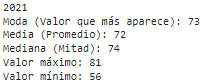 2021
Moda (Valor que más aparece): 73
Media (Promedio): 72
Mediana (Mitad): 74
Valor máximo: 81
Valor mínimo: 56